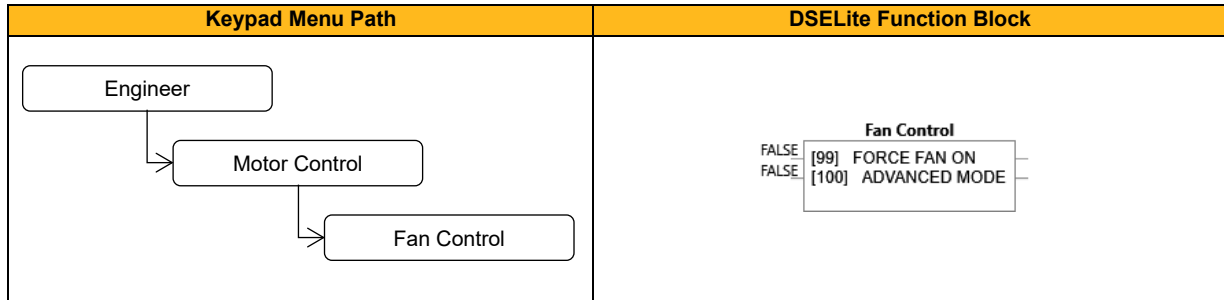 Keypad Menu Path
DSELite Function Block
Engineer
Motor Control
Fan Control
Fan Control
FALSE [99] FORCE FAN ON
FALSE [100] ADVANCED MODE